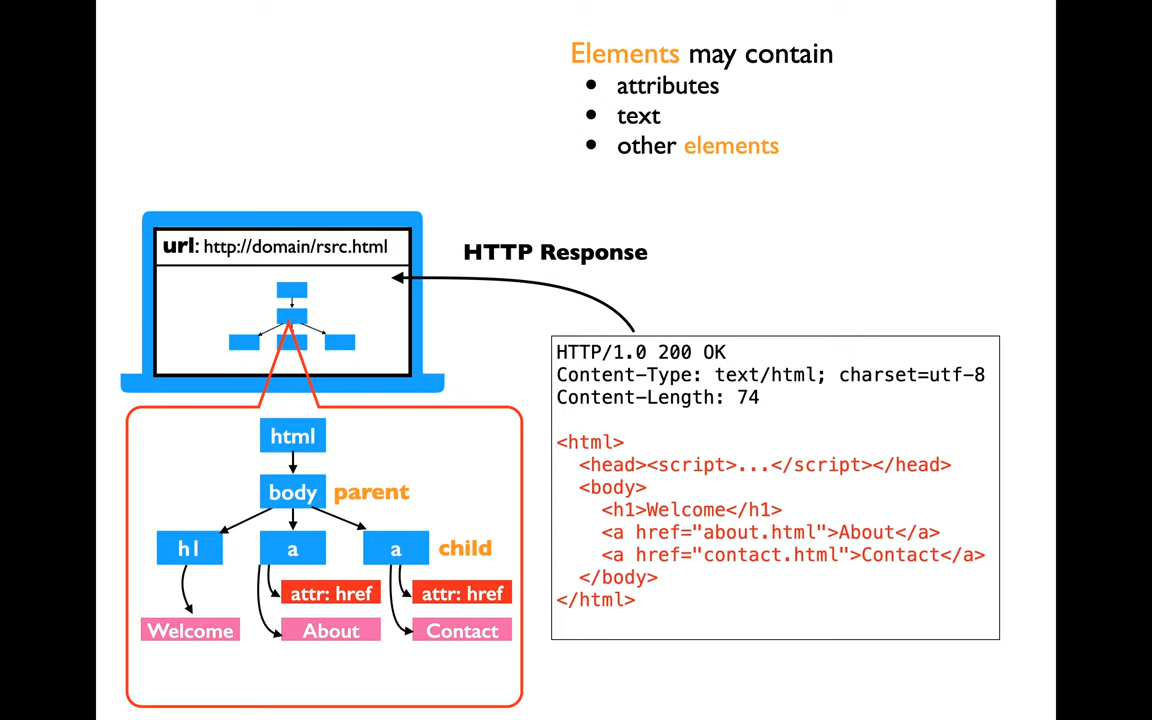 Elements may contain
• attributes
• text
• other elements
url: http://domain/rsrc.html
HTTP Response
HTTP/1.0 200 OK
Content-Type: text/html; charset=utf-8
Content-Length: 74
<html>
<head><script>...</script></head>
<body>
<h1>Welcome</h1>
<a href="about.html">About</a>
<a href="contact.html">Contact</a>
</body>
</html>
html
body parent
h1 a a child
attr: href attr: href
Welcome About Contact